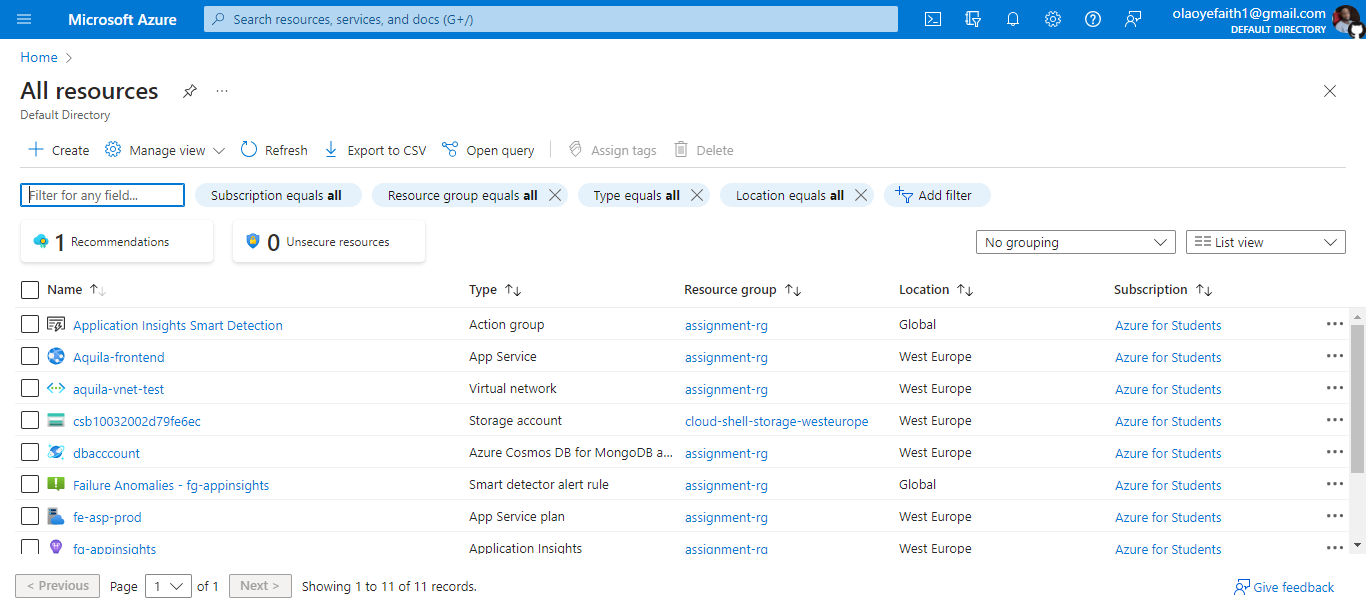 Microsoft Azure Search resources, services, and docs (G+/) olaoyefaith1@gmail.com
DEFAULT DIRECTORY
Home
All resources
Default Directory
Create Manage view Refresh Export to CSV Open query Assign tags Delete
Filter for any field... Subscription equals all Resource group equals all Type equals all Location equals all Add filter
1 Recommendations 0 Unsecure resources No grouping List view
Name Type Resource group Location Subscription
Application Insights Smart Detection Action group assignment-rg Global Azure for Students
Aquila-frontend App Service assignment-rg West Europe Azure for Students
aquila-vnet-test Virtual network assignment-rg West Europe Azure for Students
csb10032002d79fe6ec Storage account cloud-shell-storage-westeurope West Europe Azure for Students
dbacccount Azure Cosmos DB for MongoDB a... assignment-rg West Europe Azure for Students
Failure Anomalies - fg-appinsights Smart detector alert rule assignment-rg Global Azure for Students
fe-asp-prod App Service plan assignment-rg West Europe Azure for Students
fg-appinsights Application Insights assignment-rg West Europe Azure for Students
< Previous Page 1 of 1 Next > Showing 1 to 11 of 11 records. Give feedback